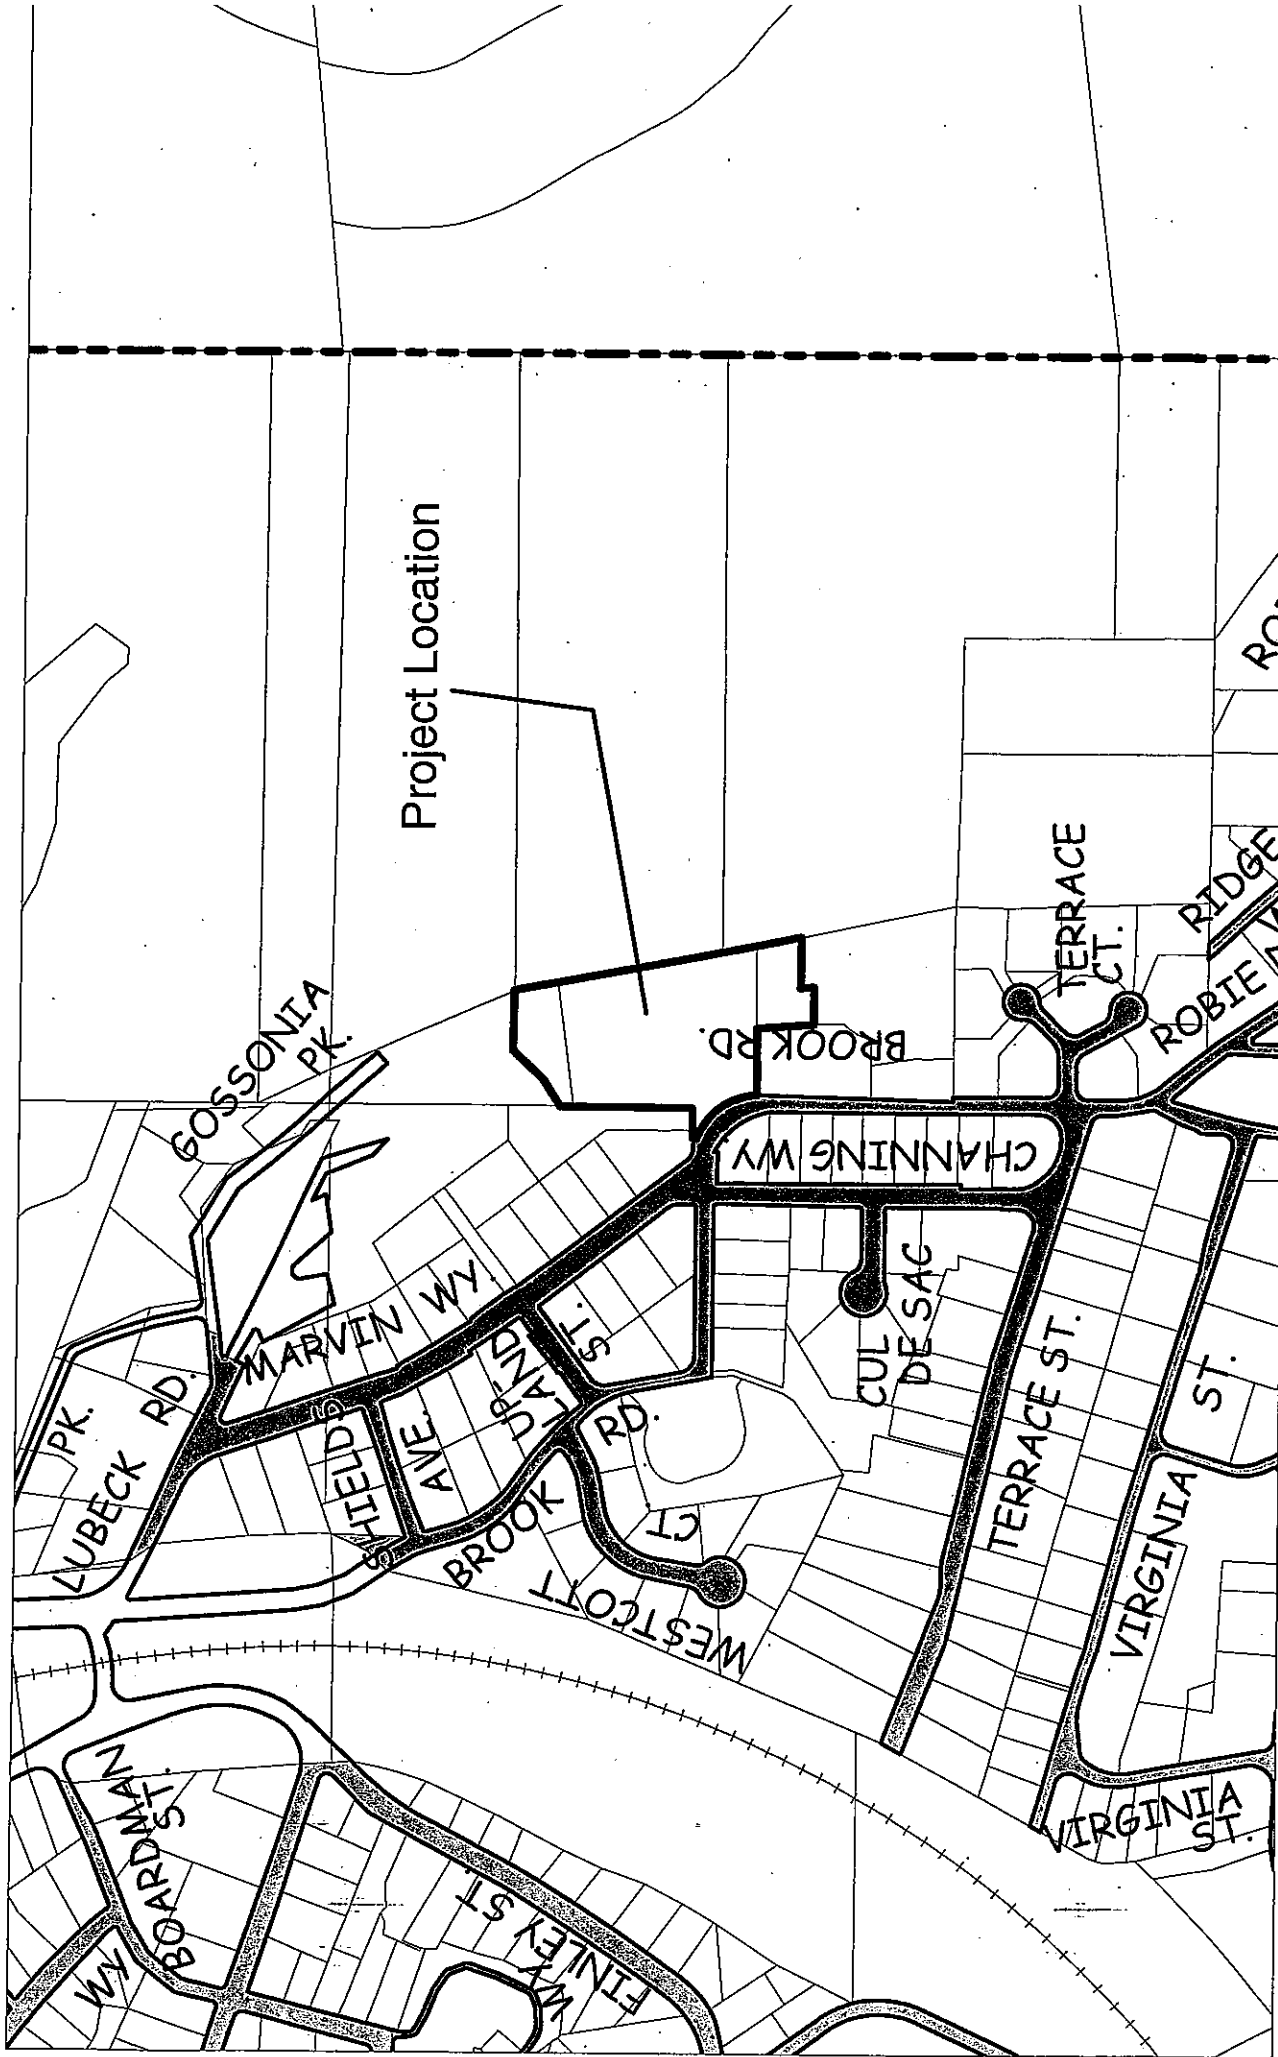 Project Location
GOSSONIA
PK.
BROOK RD.
TERRACE
CT.
RIDGE
ROBIE
CHANNING WY.
MARVIN WY.
LUBECK
RD.
PK.
SHIELDS
AVE.
UP-
LAND
ST.
BROOK
RD.
WESTCOTT
CT.
CUL
DE SAC
TERRACE ST.
VIRGINIA
ST.
VIRGINIA
ST.
BOARDMAN
ST.
WY
FINLEY ST.
WY